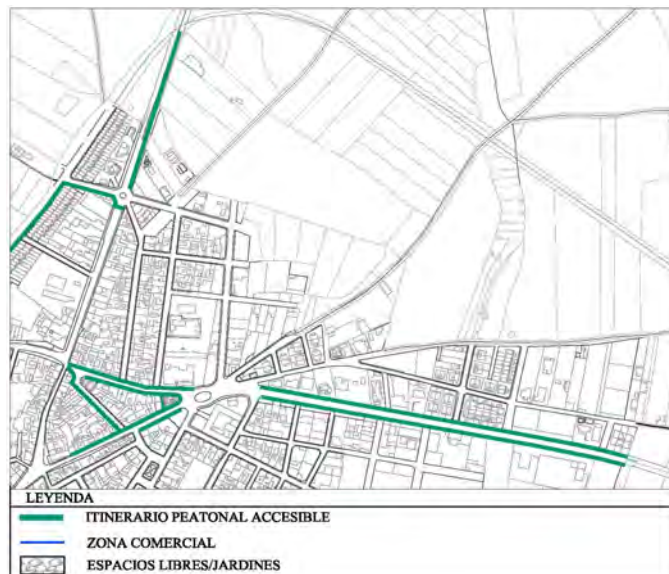 LEYENDA
ITINERARIO PEATONAL ACCESIBLE
ZONA COMERCIAL
ESPACIOS LIBRES/JARDINES